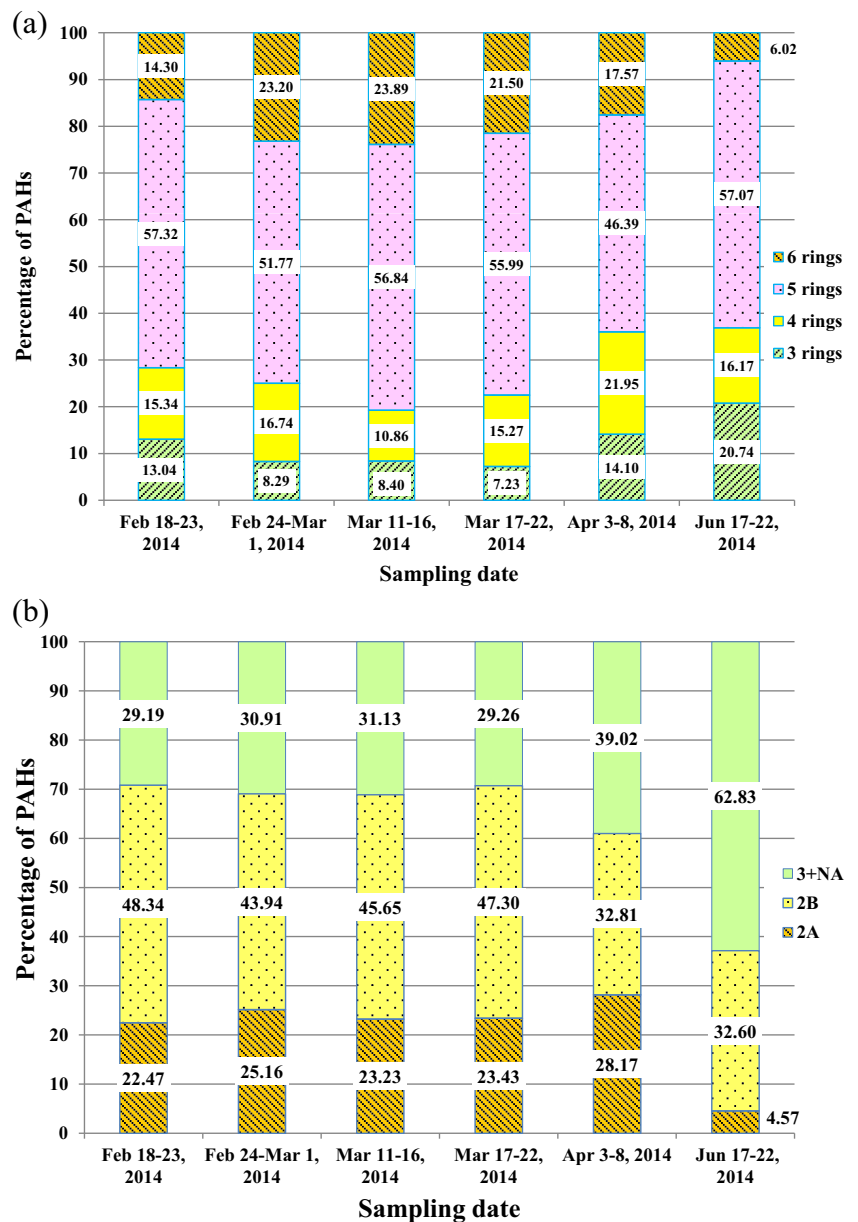 (a)
100
90
80
70
60
50
40
30
20
10
0
Percentage of PAHs
14.30
23.20
23.89
21.50
17.57
6.02
57.32
51.77
56.84
55.99
46.39
57.07
15.34
16.74
10.86
15.27
21.95
16.17
13.04
8.29
8.40
7.23
14.10
20.74
6 rings
5 rings
4 rings
3 rings
Feb 18-23,
2014
Feb 24-Mar
1, 2014
Mar 11-16,
2014
Mar 17-22,
2014
Apr 3-8, 2014
Jun 17-22,
2014
Sampling date
(b)
100
90
80
70
60
50
40
30
20
10
0
Percentage of PAHs
29.19
30.91
31.13
29.26
39.02
62.83
48.34
43.94
45.65
47.30
32.81
32.60
22.47
25.16
23.23
23.43
28.17
4.57
3+NA
2B
2A
Feb 18-23,
2014
Feb 24-Mar 1,
2014
Mar 11-16,
2014
Mar 17-22,
2014
Apr 3-8, 2014
Jun 17-22,
2014
Sampling date